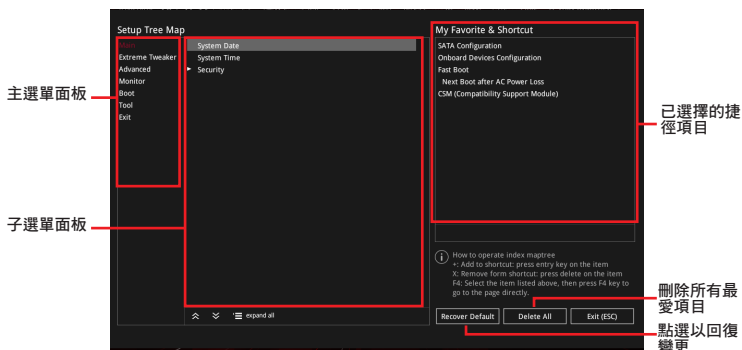 Setup Tree Map
My Favorite & Shortcut
Main
Extreme Tweaker
Advanced
Monitor
Boot
Tool
Exit
System Date
System Time
Security
SATA Configuration
Onboard Devices Configuration
Fast Boot
Next Boot after AC Power Loss
CSM (Compatibility Support Module)
主選單面板
已選擇的捷
徑項目
子選單面板
How to operate index maptree
+: Add to shortcut: press entry key on the item
X: Remove form shortcut: press delete on the item
F4: Select the item listed above, then press F4 key to
go to the page directly.
expand all
Recover Default
Delete All
Exit (ESC)
刪除所有最
愛項目
點選以回復
變更